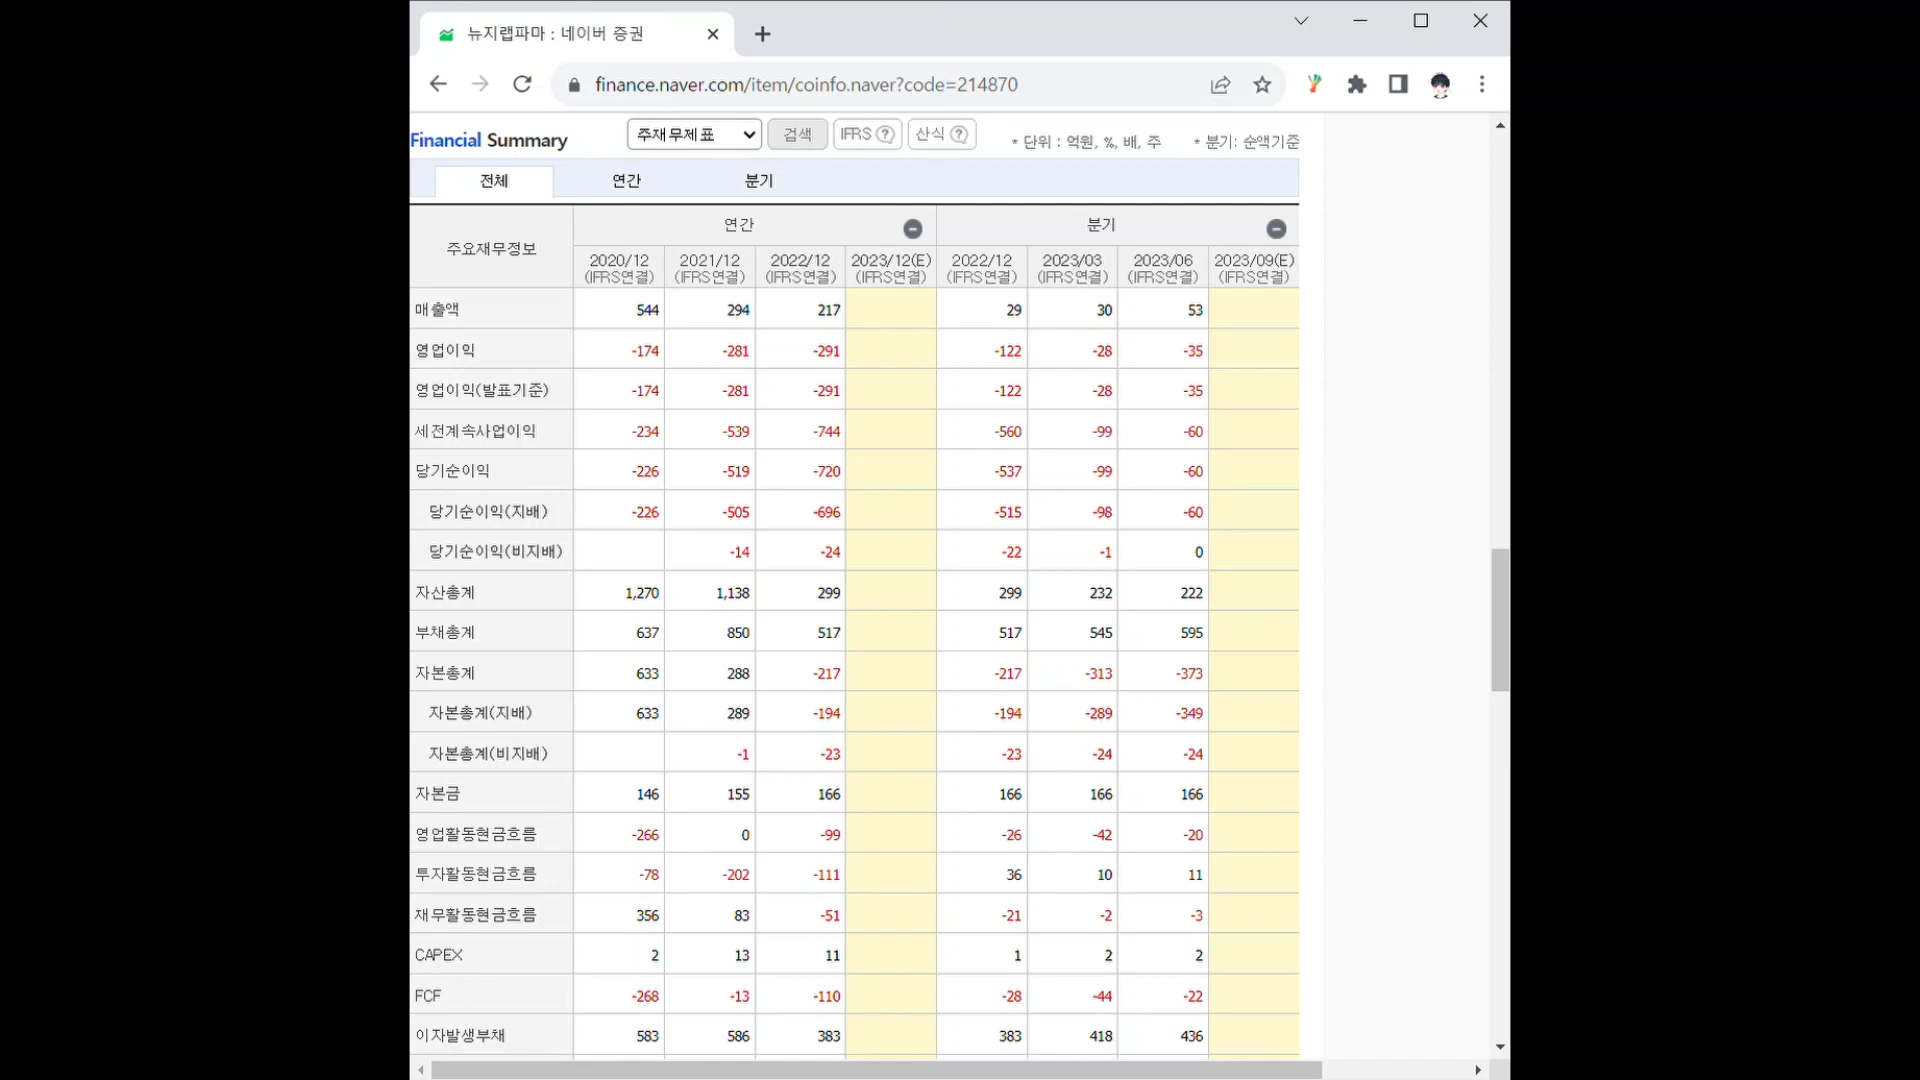 뉴지랩파마 : 네이버 증권
finance.naver.com/item/coinfo.naver?code=214870
Financial Summary 주재무제표 검색 IFRS ? 산식 ? * 단위 : 억원, %, 배, 주 * 분기: 순액기준
전체 연간 분기
주요재무정보 연간 분기
2020/12 2021/12 2022/12 2023/12(E) 2022/12 2023/03 2023/06 2023/09(E)
(IFRS연결) (IFRS연결) (IFRS연결) (IFRS연결) (IFRS연결) (IFRS연결) (IFRS연결) (IFRS연결)
매출액 544 294 217 29 30 53
영업이익 -174 -281 -291 -122 -28 -35
영업이익(발표기준) -174 -281 -291 -122 -28 -35
세전계속사업이익 -234 -539 -744 -560 -99 -60
당기순이익 -226 -519 -720 -537 -99 -60
당기순이익(지배) -226 -505 -696 -515 -98 -60
당기순이익(비지배) -14 -24 -22 -1 0
자산총계 1,270 1,138 299 299 232 222
부채총계 637 850 517 517 545 595
자본총계 633 288 -217 -217 -313 -373
자본총계(지배) 633 289 -194 -194 -289 -349
자본총계(비지배) -1 -23 -23 -24 -24
자본금 146 155 166 166 166 166
영업활동현금흐름 -266 0 -99 -26 -42 -20
투자활동현금흐름 -78 -202 -111 36 10 11
재무활동현금흐름 356 83 -51 -21 -2 -3
CAPEX 2 13 11 1 2 2
FCF -268 -13 -110 -28 -44 -22
이자발생부채 583 586 383 383 418 436